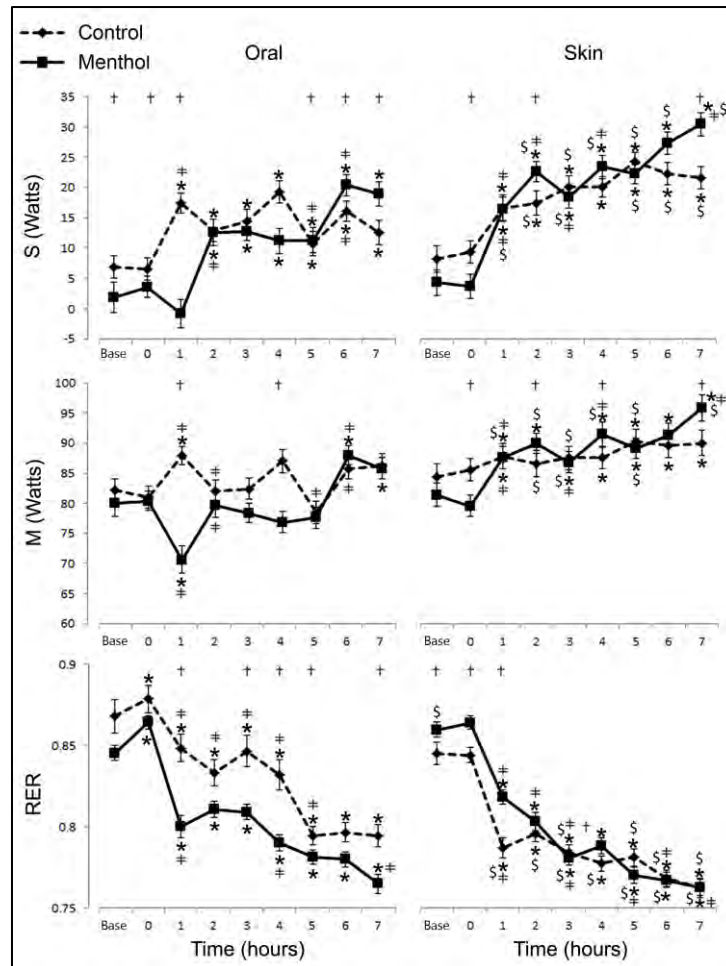 Control
Menthol
Oral
Skin
S (Watts)
35
30
25
20
15
10
5
0
-5
Base 0 1 2 3 4 5 6 7
Base 0 1 2 3 4 5 6 7
M (Watts)
100
95
90
85
80
75
70
65
60
Base 0 1 2 3 4 5 6 7
Base 0 1 2 3 4 5 6 7
RER
0.9
0.85
0.8
0.75
Base 0 1 2 3 4 5 6 7
Base 0 1 2 3 4 5 6 7
Time (hours)
Time (hours)